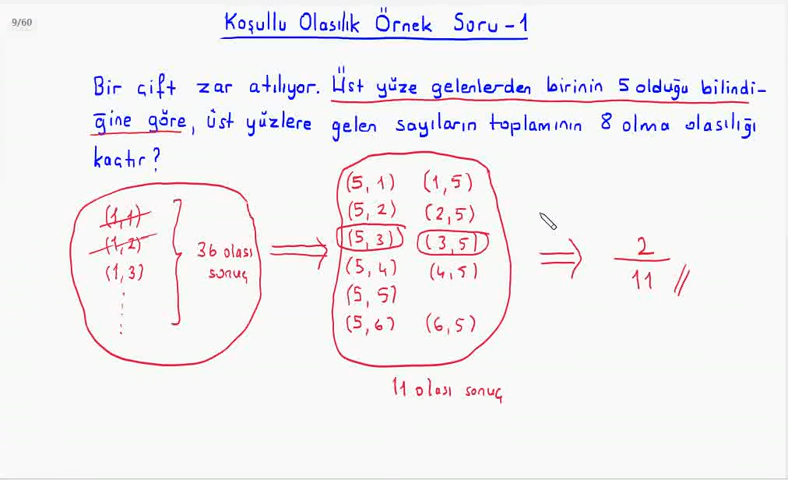 9/60
Koşullu Olasılık Örnek Soru-1
Bir çift zar atılıyor. Üst yüze gelenlerden birinin 5 olduğu bilindi-
ğine göre, üst yüzlere gelen sayıların toplamının 8 olma olasılığı
kaçtır?
(1,1)
(1,2)
(1,3)
36 olası
sonuç
(5,1) (1,5)
(5,2) (2,5)
(5,3) (3,5)
(5,4) (4,5)
(5,5)
(5,6) (6,5)
11 olası sonuç
2
11 //